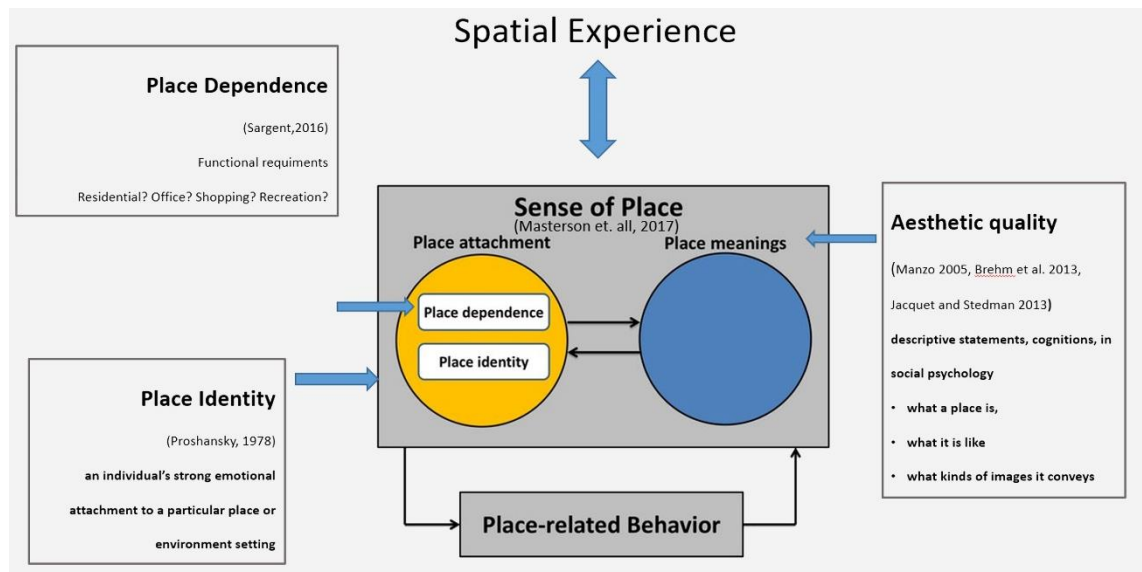 Spatial Experience
Place Dependence
(Sargent,2016)
Functional requiments
Residential? Office? Shopping? Recreation?
Sense of Place
(Masterson et. all, 2017)
Place attachment
Place meanings
Place dependence
Place identity
Aesthetic quality
(Manzo 2005, Brehm et al. 2013,
Jacquet and Stedman 2013)
descriptive statements, cognitions, in
social psychology
• what a place is,
• what it is like
• what kinds of images it conveys
Place Identity
(Proshansky, 1978)
an individual’s strong emotional
attachment to a particular place or
environment setting
Place-related Behavior